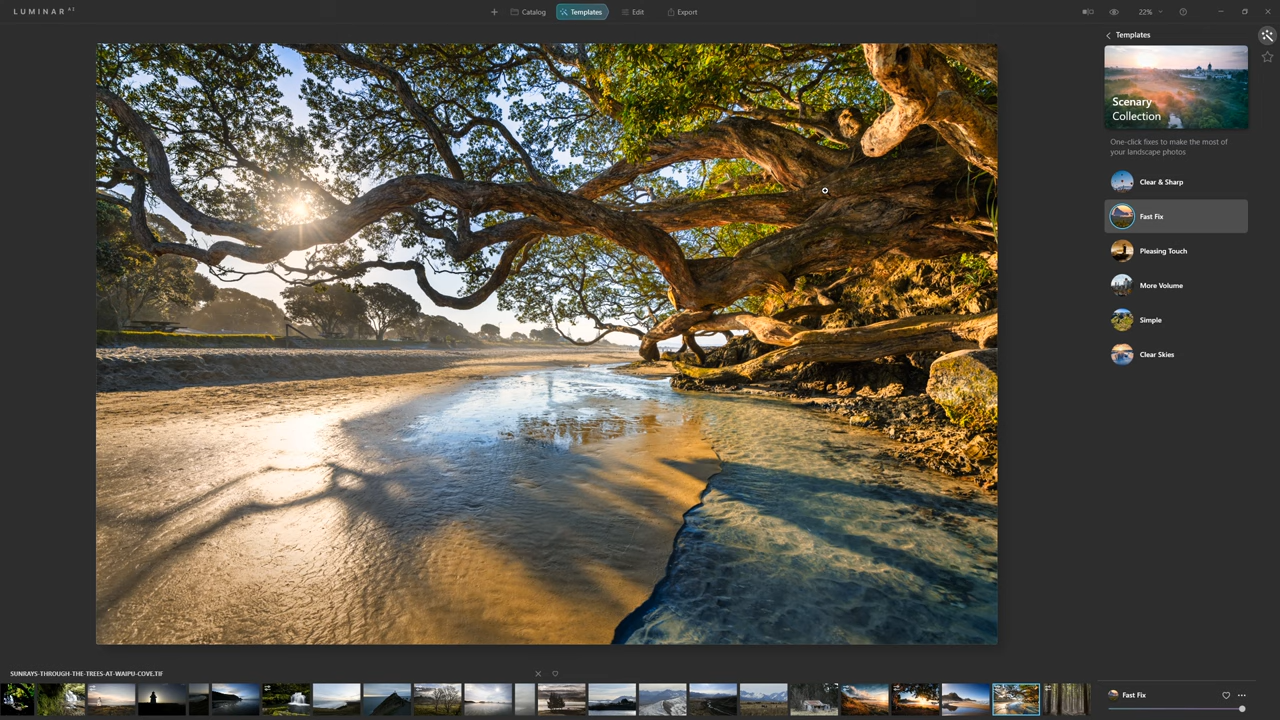 LUMINAR AI
Catalog
Templates
Edit
Export
22%
Templates
Scenary
Collection
One-click fixes to make the most of
your landscape photos
Clear & Sharp
Fast Fix
Pleasing Touch
More Volume
Simple
Clear Skies
SUNRAYS-THROUGH-THE-TREES-AT-WAIPU-COVE.TIF
Fast Fix